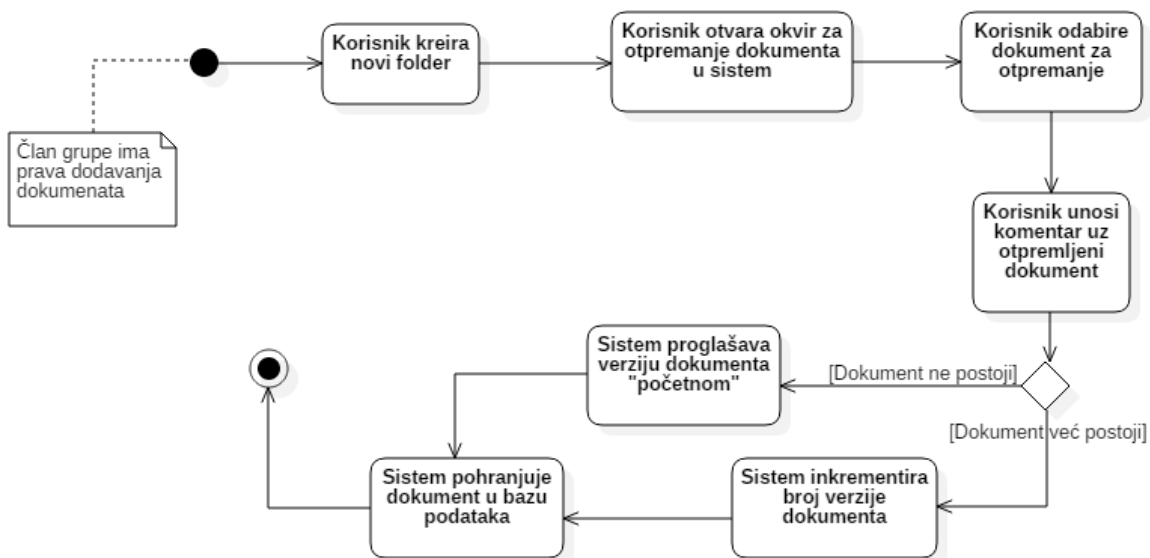 Korisnik kreira
novi folder
Korisnik otvara okvir za
otpremanje dokumenta
u sistem
Korisnik odabire
dokument za
otpremanje
Član grupe ima
prava dodavanja
dokumenata
Korisnik unosi
komentar uz
otpremljeni
dokument
Sistem proglašava
verziju dokumenta
"početnom"
[Dokument ne postoji]
[Dokument već postoji]
Sistem pohranjuje
dokument u bazu
podataka
Sistem inkrementira
broj verzije
dokumenta